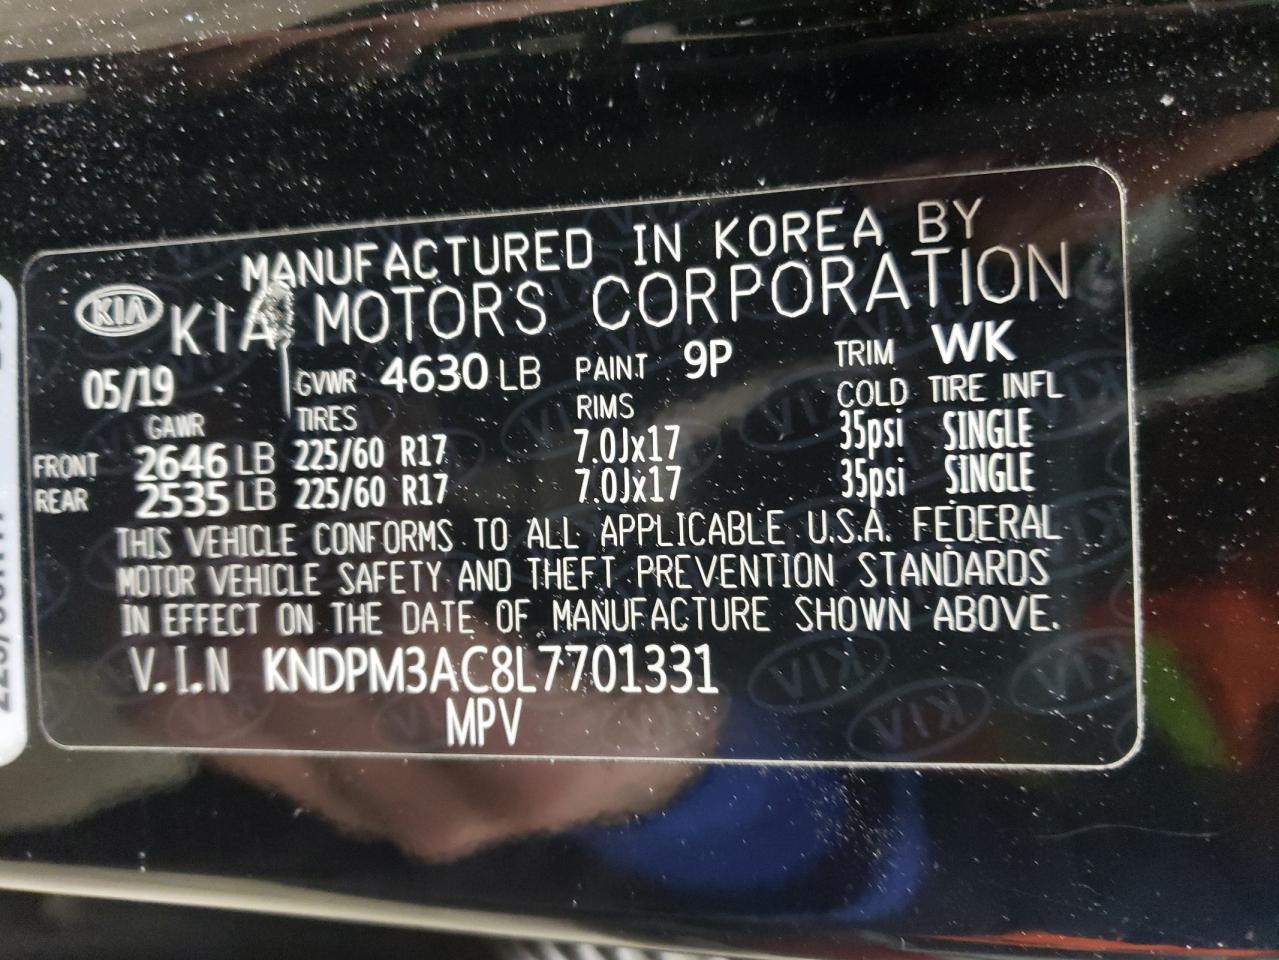 MANUFACTURED IN KOREA BY
KIA KIA MOTORS CORPORATION
05/19 GVWR 4630 LB PAINT 9P TRIM WK
GAWR TIRES RIMS COLD TIRE INFL
FRONT 2646 LB 225/60 R17 7.0Jx17 35psi SINGLE
REAR 2535 LB 225/60 R17 7.0Jx17 35psi SINGLE
THIS VEHICLE CONFORMS TO ALL APPLICABLE U.S.A. FEDERAL
MOTOR VEHICLE SAFETY AND THEFT PREVENTION STANDARDS
IN EFFECT ON THE DATE OF MANUFACTURE SHOWN ABOVE.
V.I.N KNDPM3AC8L7701331
MPV